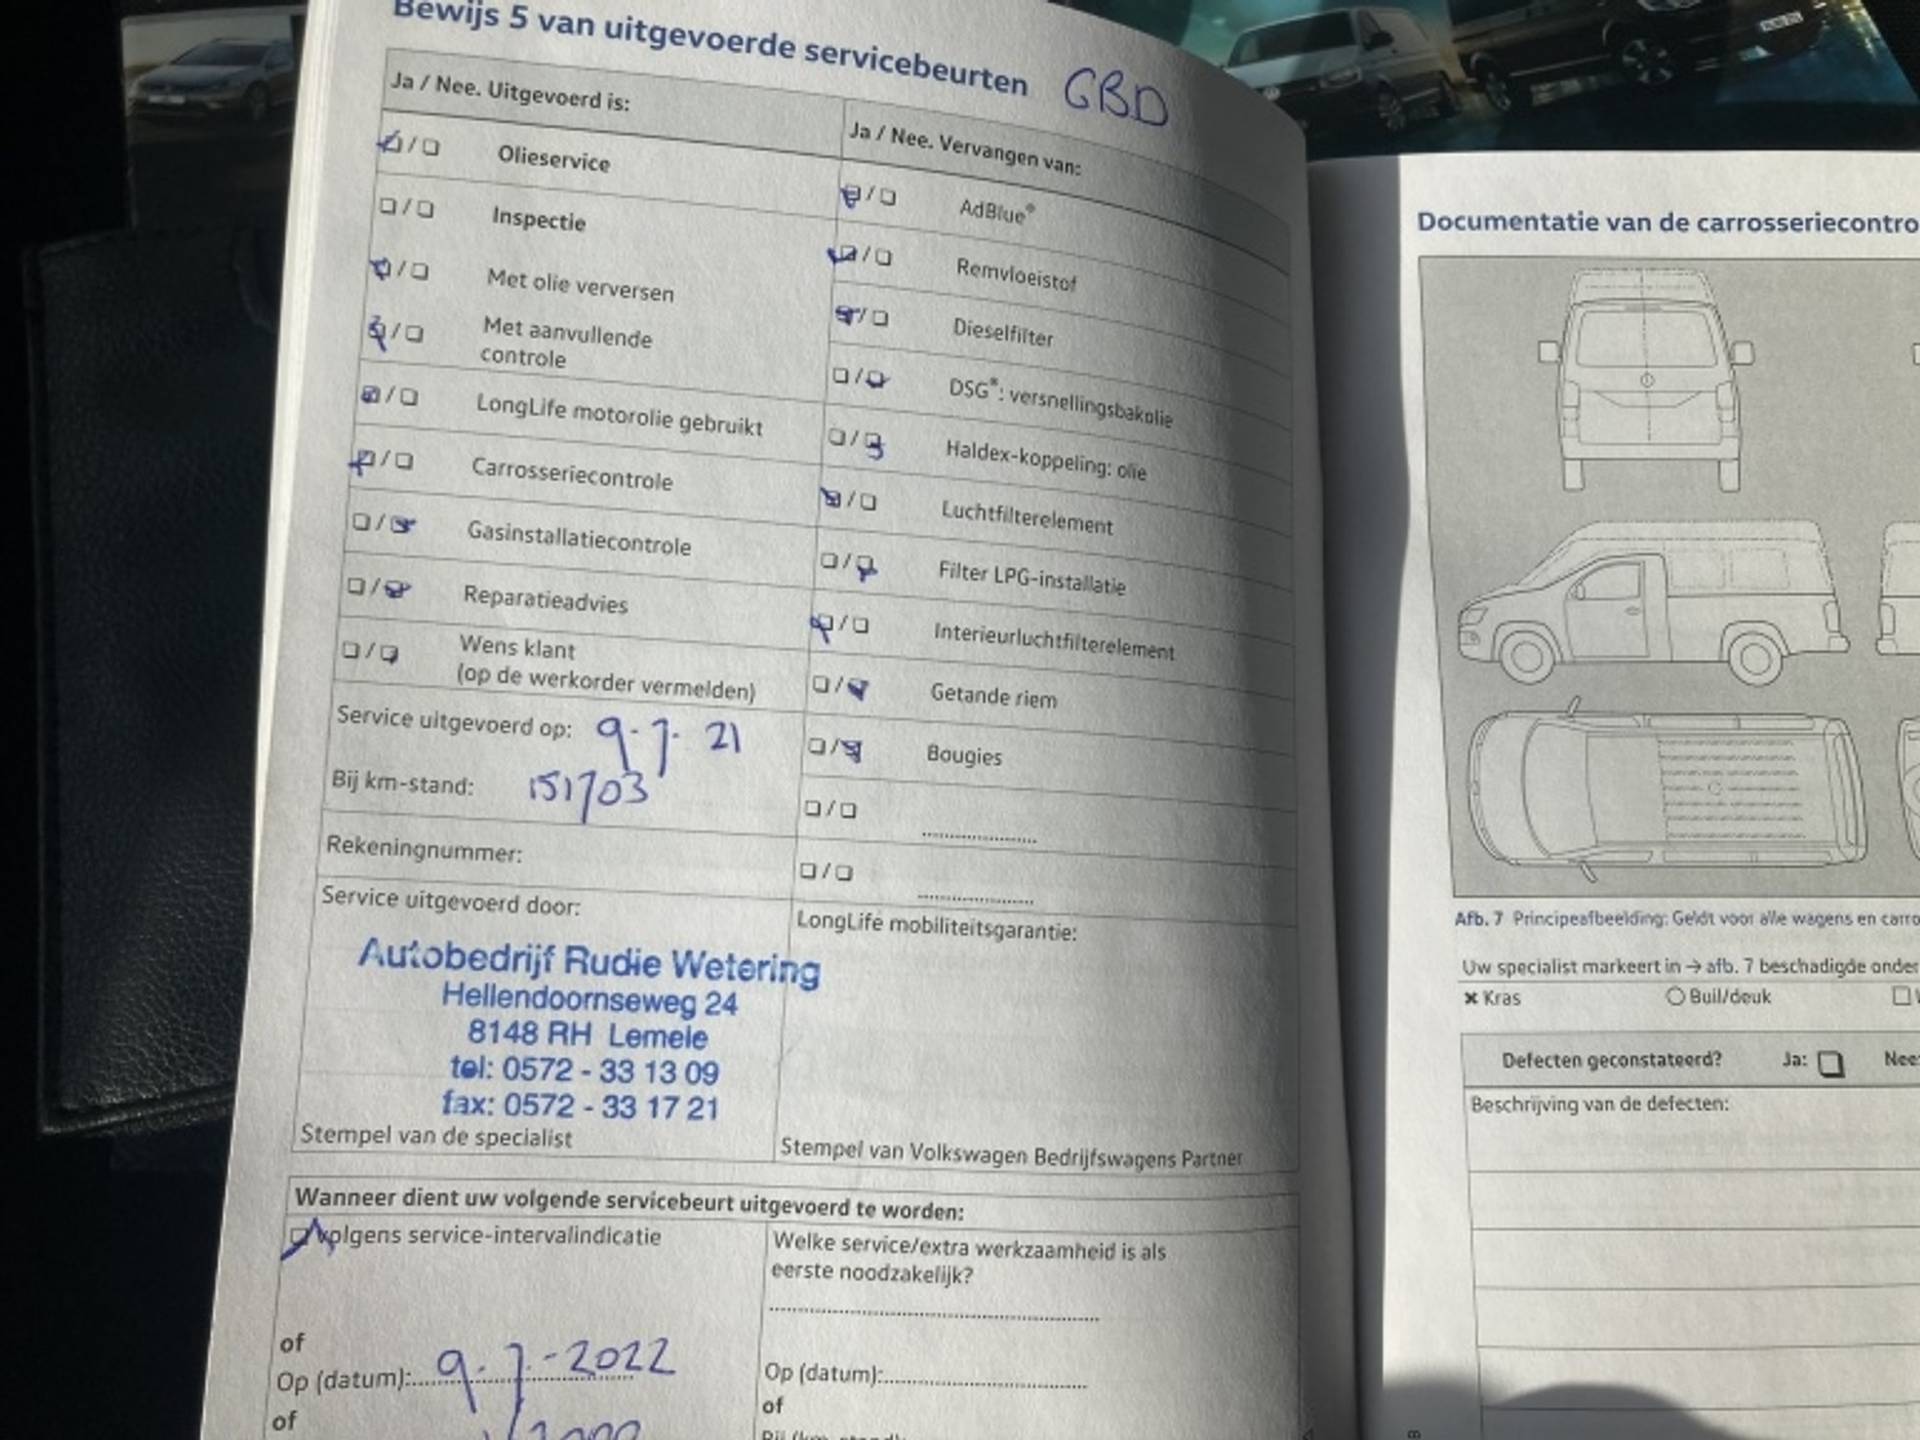 Bewijs 5 van uitgevoerde servicebeurten GBD
Ja / Nee. Uitgevoerd is:
Olieservice
Inspectie
Met olie verversen
Met aanvullende
controle
LongLife motorolie gebruikt
Carrosseriecontrole
Gasinstallatiecontrole
Reparatieadvies
Wens klant
(op de werkorder vermelden)
Service uitgevoerd op: 9-7-21
Bij km-stand: 151703
Rekeningnummer:
Service uitgevoerd door:
Autobedrijf Rudie Wetering
Hellendoornseweg 24
8148 RH Lemele
tel: 0572 - 33 13 09
fax: 0572 - 33 17 21
Stempel van de specialist
Ja / Nee. Vervangen van:
AdBlue®
Remvloeistof
Dieselfilter
DSG®: versnellingsbakolie
Haldex-koppeling: olie
Luchtfilterelement
Filter LPG-installatie
Interieurluchtfilterelement
Getande riem
Bougies
LongLife mobiliteitsgarantie:
Stempel van Volkswagen Bedrijfswagens Partner
Wanneer dient uw volgende servicebeurt uitgevoerd te worden:
volgens service-intervalindicatie
of
Op (datum): 9-7-2022
of
Welke service/extra werkzaamheid is als
eerste noodzakelijk?
Op (datum):
of
Bij (km-stand):
Documentatie van de carrosseriecontro
Afb. 7 Principeafbeelding: Geldt voor alle wagens en carro
Uw specialist markeert in → afb. 7 beschadigde onder
× Kras ○ Buil/deuk
Defecten geconstateerd? Ja: Nee:
Beschrijving van de defecten: